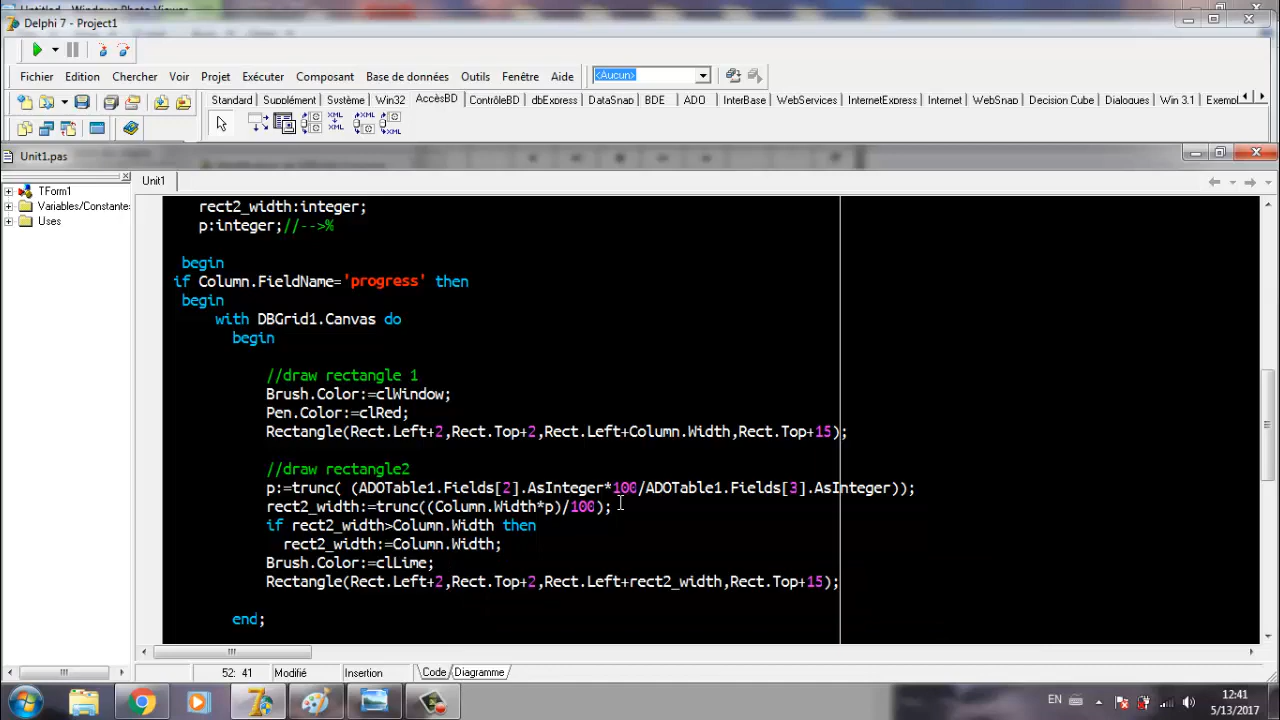 Untitled - Windows Photo Viewer
Delphi 7 - Project1
Fichier Edition Chercher Voir Projet Exécuter Composant Base de données Outils Fenêtre Aide <Aucun>
Standard Supplément Système Win32 AccèsBD ContrôleBD dbExpress DataSnap BDE ADO InterBase WebServices InternetExpress Internet WebSnap Decision Cube Dialogues Win 3.1 Exempl
Unit1.pas
Unit1
TForm1
Variables/Constante:
Uses
rect2_width:integer;
p:integer;//-->%
begin
if Column.FieldName='progress' then
begin
with DBGrid1.Canvas do
begin
//draw rectangle 1
Brush.Color:=clWindow;
Pen.Color:=clRed;
Rectangle(Rect.Left+2,Rect.Top+2,Rect.Left+Column.Width,Rect.Top+15);
//draw rectangle2
p:=trunc( (ADOTable1.Fields[2].AsInteger*100/ADOTable1.Fields[3].AsInteger));
rect2_width:=trunc((Column.Width*p)/100);
if rect2_width>Column.Width then
rect2_width:=Column.Width;
Brush.Color:=clLime;
Rectangle(Rect.Left+2,Rect.Top+2,Rect.Left+rect2_width,Rect.Top+15);
end;
52: 41 Modifié Insertion Code Diagramme
EN 12:41
5/13/2017